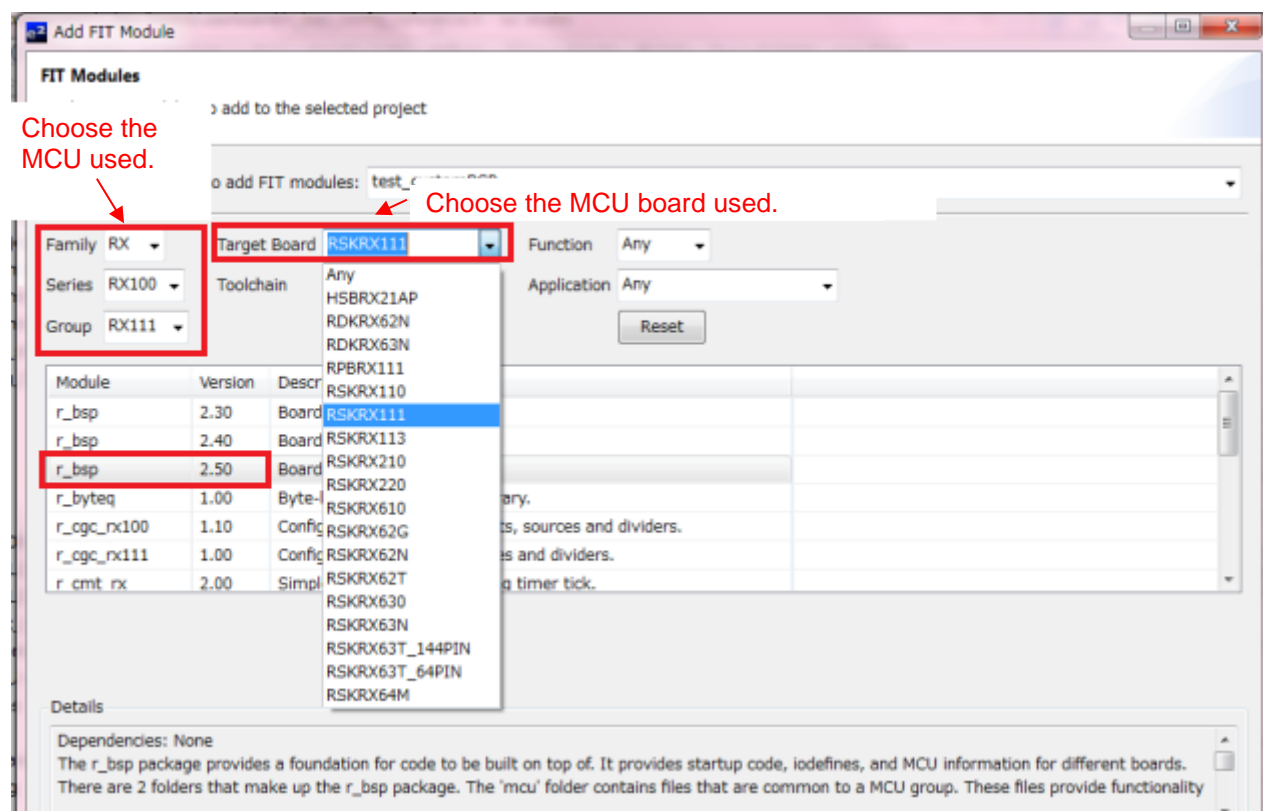 e² Add FIT Module
FIT Modules
add to the selected project
Choose the
MCU used.
o add FIT modules:
Choose the MCU board used.
Family RX Target Board RSKRX111 Function Any
Series RX100 Toolchain Application Any
Group RX111 Reset
Any
HSBRX21AP
RDKRX62N
RDKRX63N
RPBRX111
RSKRX110
RSKRX111
RSKRX113
RSKRX210
RSKRX220
RSKRX610
RSKRX62G
RSKRX62N
RSKRX62T
RSKRX630
RSKRX63N
RSKRX63T_144PIN
RSKRX63T_64PIN
RSKRX64M
Module Version Descr
r_bsp 2.30 Board
r_bsp 2.40 Board
r_bsp 2.50 Board
r_byteq 1.00 Byte- ary.
r_cgc_rx100 1.10 Config ts, sources and dividers.
r_cgc_rx111 1.00 Config es and dividers.
r_cmt_rx 2.00 Simpl g timer tick.
Details
Dependencies: None
The r_bsp package provides a foundation for code to be built on top of. It provides startup code, iodefines, and MCU information for different boards.
There are 2 folders that make up the r_bsp package. The 'mcu' folder contains files that are common to a MCU group. These files provide functionality